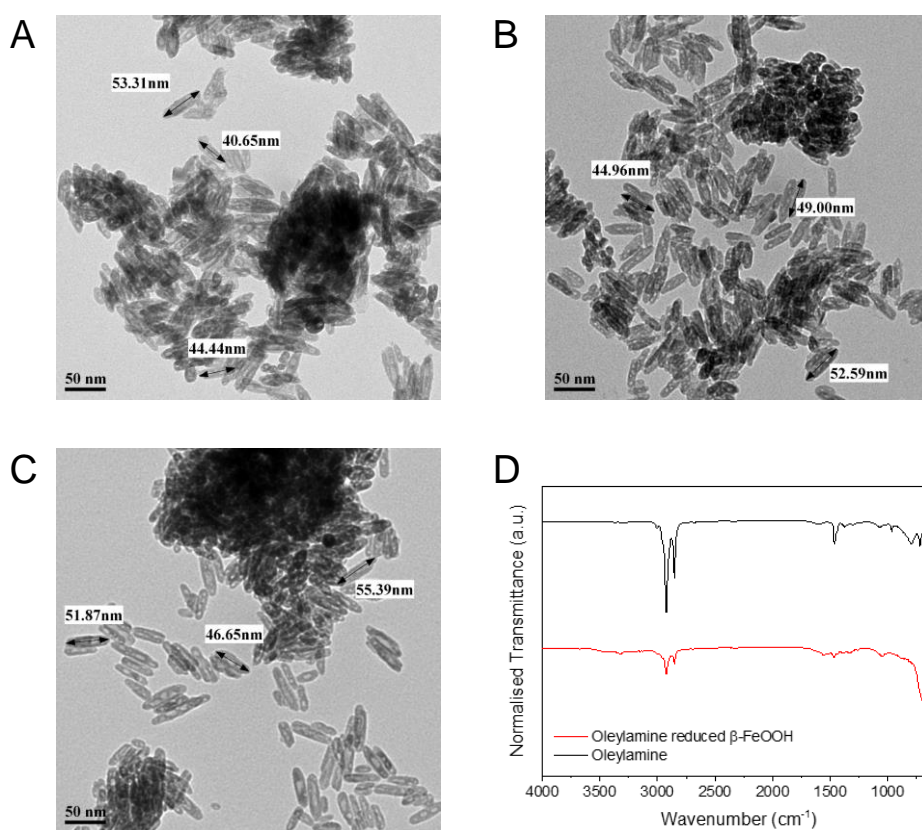 A
53.31nm
40.65nm
44.44nm
50 nm
B
44.96nm
49.00nm
52.59nm
50 nm
C
55.39nm
51.87nm
46.65nm
50 nm
D
Normalised Transmittance (a.u.)
Oleylamine reduced β-FeOOH
Oleylamine
4000 3500 3000 2500 2000 1500 1000
Wavenumber (cm⁻¹)